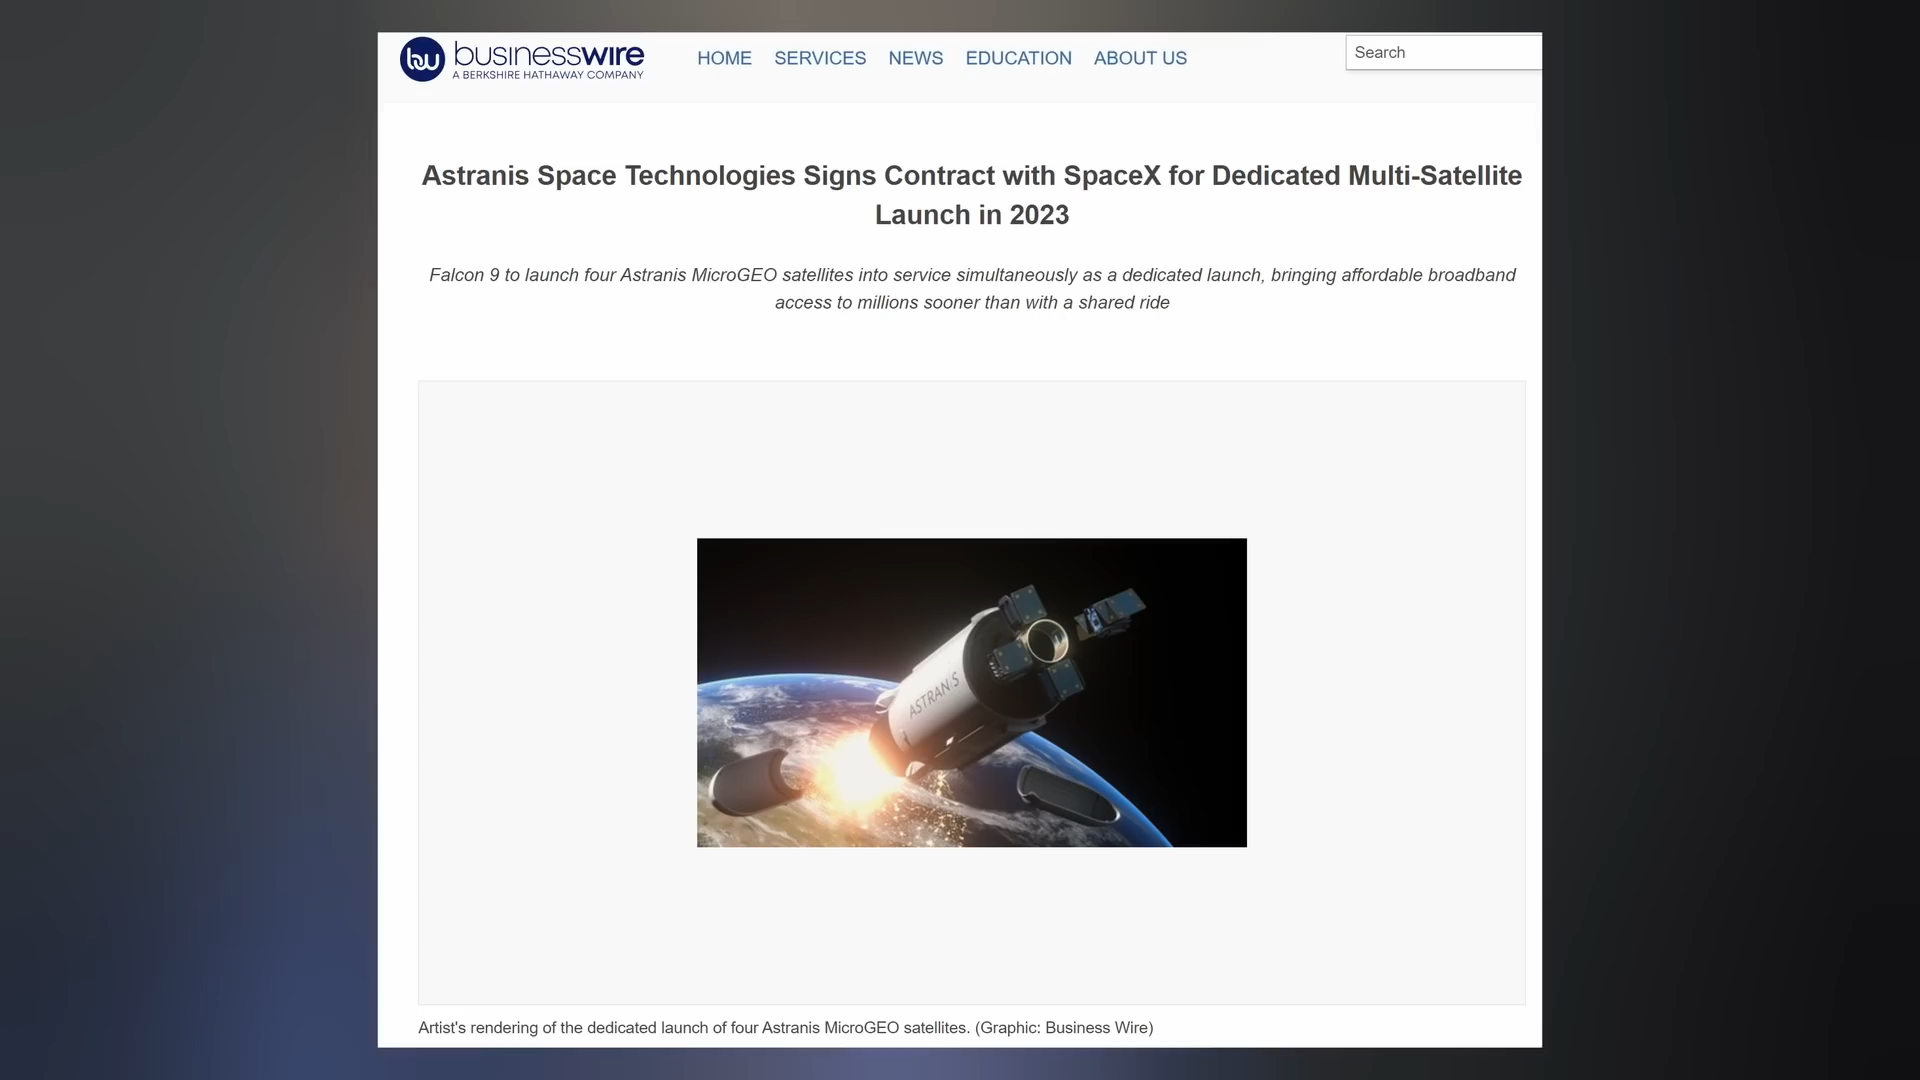 bw businesswire
A BERKSHIRE HATHAWAY COMPANY
HOME SERVICES NEWS EDUCATION ABOUT US
Search
Astranis Space Technologies Signs Contract with SpaceX for Dedicated Multi-Satellite
Launch in 2023
Falcon 9 to launch four Astranis MicroGEO satellites into service simultaneously as a dedicated launch, bringing affordable broadband
access to millions sooner than with a shared ride
ASTRANIS
Artist's rendering of the dedicated launch of four Astranis MicroGEO satellites. (Graphic: Business Wire)